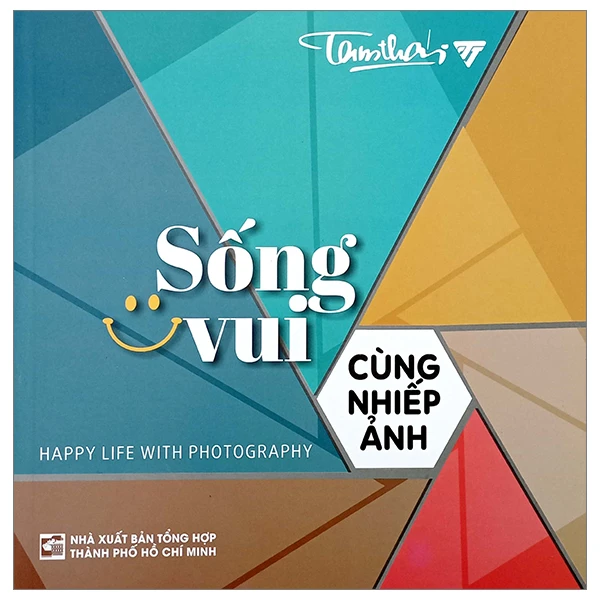 Tamthai
Sống
vui
CÙNG
NHIẾP
ẢNH
HAPPY LIFE WITH PHOTOGRAPHY
NHÀ XUẤT BẢN TỔNG HỢP
THÀNH PHỐ HỒ CHÍ MINH